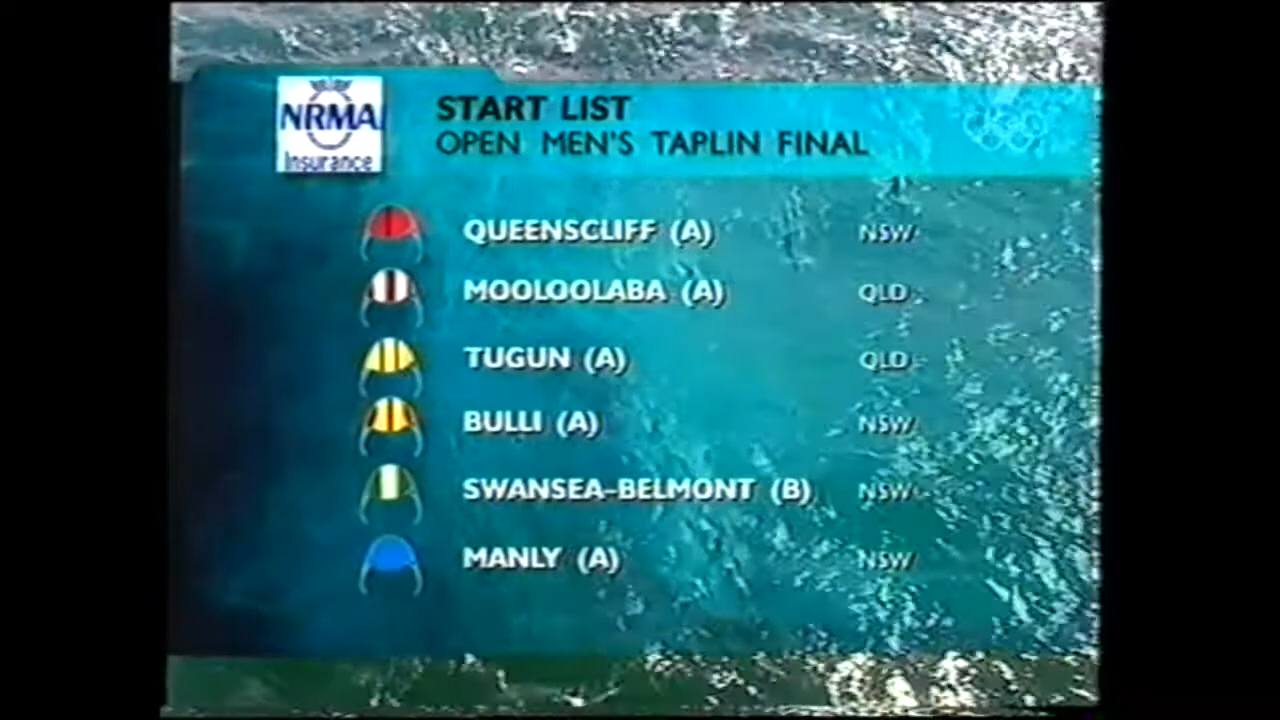 NRMA
Insurance
START LIST
OPEN MEN'S TAPLIN FINAL
QUEENSCLIFF (A) NSW
MOOLOOLABA (A) QLD
TUGUN (A) QLD
BULLI (A) NSW
SWANSEA-BELMONT (B) NSW
MANLY (A) NSW